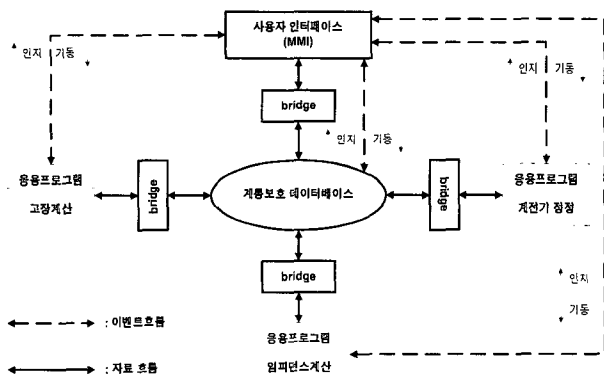 사용자 인터페이스
(MMI)
인지 기동
인지 기동
bridge
인지 기동
응용프로그램
고장계산
bridge
계통보호 데이터베이스
bridge
응용프로그램
계전기 정정
bridge
인지
기동
: 이벤트흐름
응용프로그램
임피던스계산
: 자료 흐름